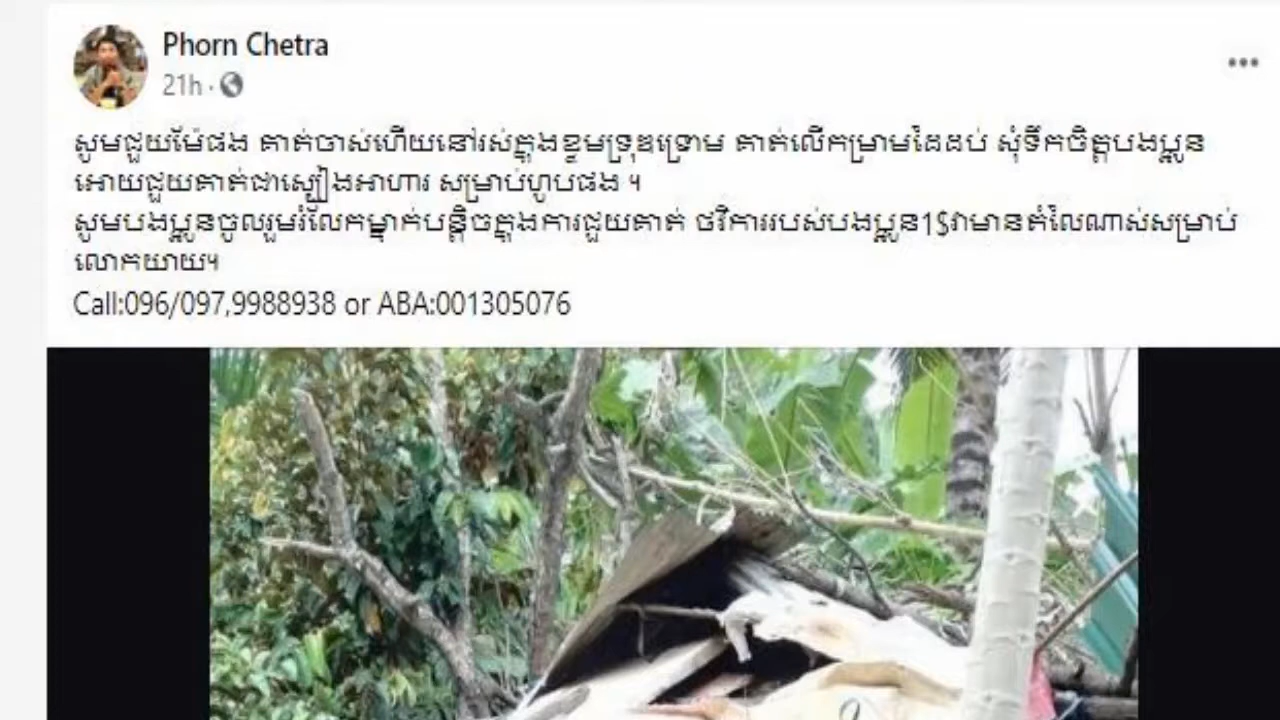 Phorn Chetra
21h ·
សូមជួយម៉ែផង គាត់ចាស់ហើយនៅរស់ក្នុងខ្ទមទ្រុឌទ្រោម គាត់លើកម្រាមដៃដប់ សុំទឹកចិត្តបងប្អូន
អោយជួយគាត់ជាស្បៀងអាហារ សម្រាប់ហូបផង ។
សូមបងប្អូនចូលរួមរំលែកម្នាក់បន្តិចក្នុងការជួយគាត់ ថវិការរបស់បងប្អូន1$វាមានតំលៃណាស់សម្រាប់
លោកយាយ។
Call:096/097,9988938 or ABA:001305076